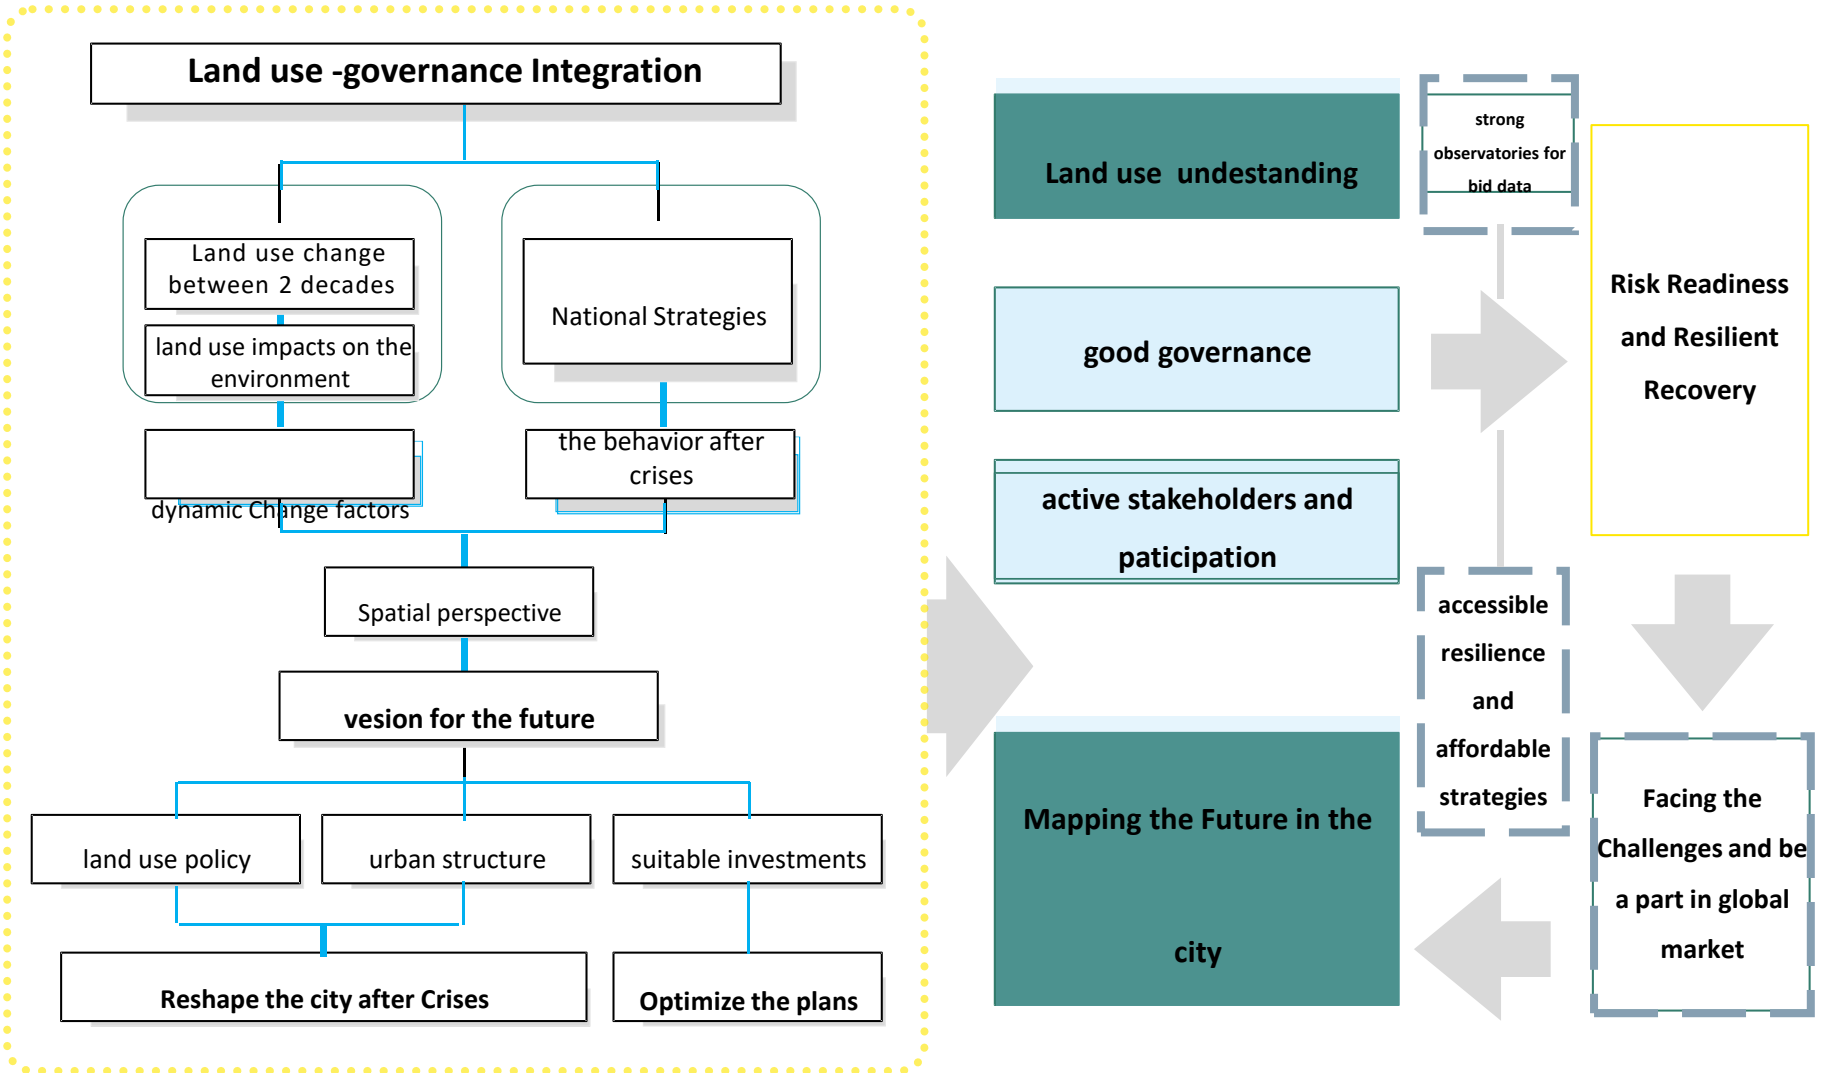 Land use -governance Integration
Land use change
between 2 decades
land use impacts on the
environment
National Strategies
dynamic Change factors
the behavior after
crises
Spatial perspective
vesion for the future
land use policy
urban structure
suitable investments
Reshape the city after Crises
Optimize the plans
Land use undestanding
good governance
active stakeholders and
paticipation
Mapping the Future in the
city
strong
observatories for
bid data
accessible
resilience
and
affordable
strategies
Risk Readiness
and Resilient
Recovery
Facing the
Challenges and be
a part in global
market